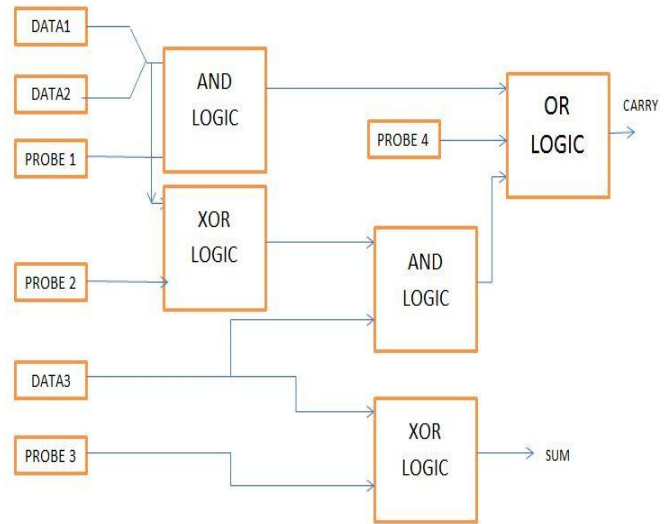 DATA1
DATA2
PROBE 1
AND
LOGIC
PROBE 4
OR
LOGIC
CARRY
XOR
LOGIC
PROBE 2
AND
LOGIC
DATA3
PROBE 3
XOR
LOGIC
SUM